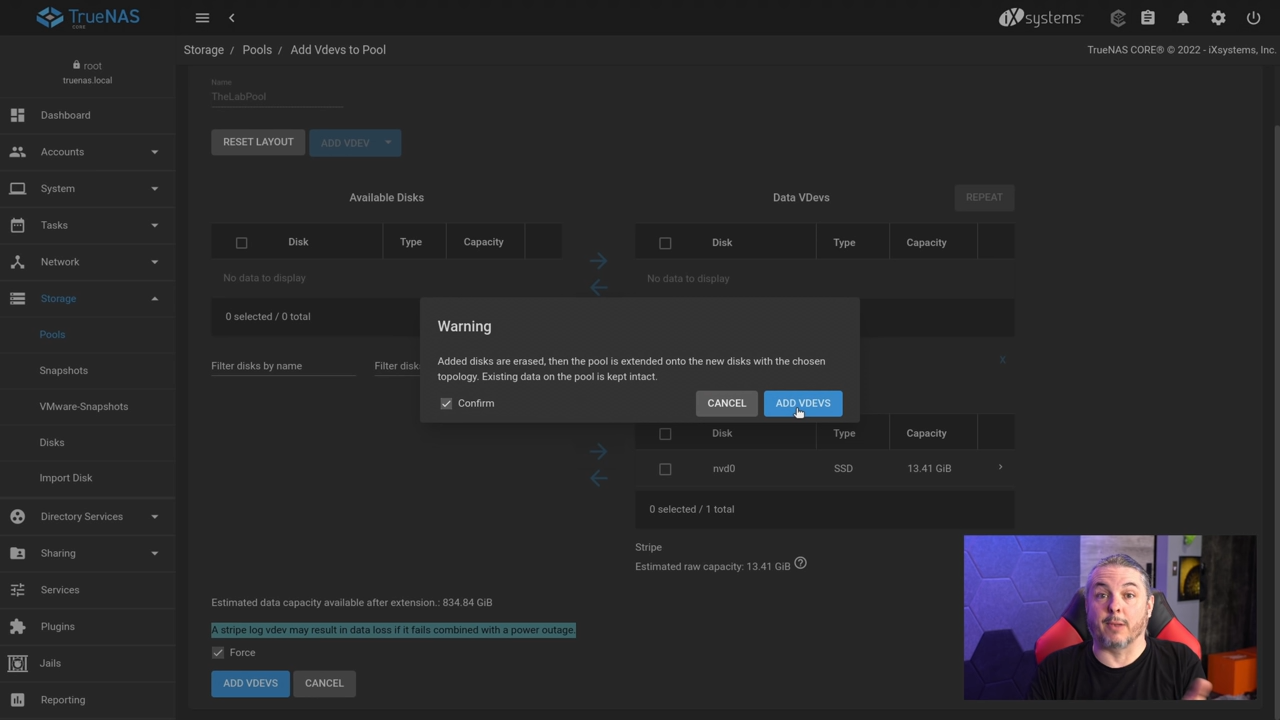 TrueNAS
CORE
iXsystems
Storage / Pools / Add Vdevs to Pool
TrueNAS CORE® © 2022 - iXsystems, Inc.
root
truenas.local
Dashboard
Accounts
System
Tasks
Network
Storage
Pools
Snapshots
VMware-Snapshots
Disks
Import Disk
Directory Services
Sharing
Services
Plugins
Jails
Reporting
Name
TheLabPool
RESET LAYOUT ADD VDEV
Available Disks
Disk Type Capacity
No data to display
0 selected / 0 total
Filter disks by name Filter disk
Data VDevs REPEAT
Disk Type Capacity
No data to display
Warning
Added disks are erased, then the pool is extended onto the new disks with the chosen
topology. Existing data on the pool is kept intact.
Confirm CANCEL ADD VDEVS
X
Disk Type Capacity
nvd0 SSD 13.41 GiB
0 selected / 1 total
Stripe
Estimated raw capacity: 13.41 GiB
Estimated data capacity available after extension.: 834.84 GiB
A stripe log vdev may result in data loss if it fails combined with a power outage.
Force
ADD VDEVS CANCEL